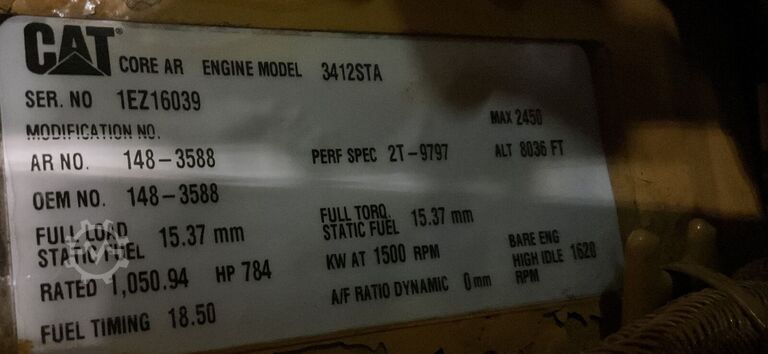 CAT® CORE AR ENGINE MODEL 3412STA
SER. NO 1EZ16039
MODIFICATION NO. MAX 2450
AR NO. 148-3588 PERF SPEC 2T-9797 ALT 8036 FT
OEM NO. 148-3588
FULL LOAD STATIC FUEL 15.37 mm FULL TORQ. STATIC FUEL 15.37 mm
RATED 1,050.94 HP 784 KW AT 1500 RPM BARE ENG HIGH IDLE 1620 RPM
FUEL TIMING 18.50 A/F RATIO DYNAMIC 0mm